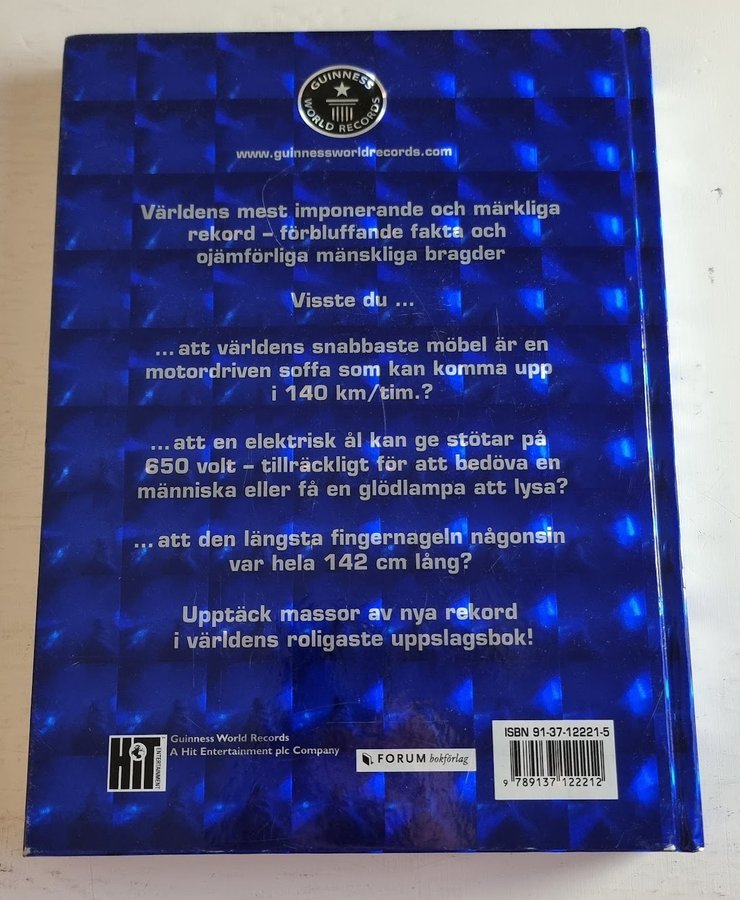 GUINNESS
WORLD RECORDS
www.guinnessworldrecords.com
Världens mest imponerande och märkliga
rekord – förbluffande fakta och
ojämförliga mänskliga bragder
Visste du ...
...att världens snabbaste möbel är en
motordriven soffa som kan komma upp
i 140 km/tim.?
...att en elektrisk ål kan ge stötar på
650 volt – tillräckligt för att bedöva en
människa eller få en glödlampa att lysa?
...att den längsta fingernageln någonsin
var hela 142 cm lång?
Upptäck massor av nya rekord
i världens roligaste uppslagsbok!
HIT
ENTERTAINMENT
Guinness World Records
A Hit Entertainment plc Company
FORUM bokförlag
ISBN 91-37-12221-5
9 789137 122212